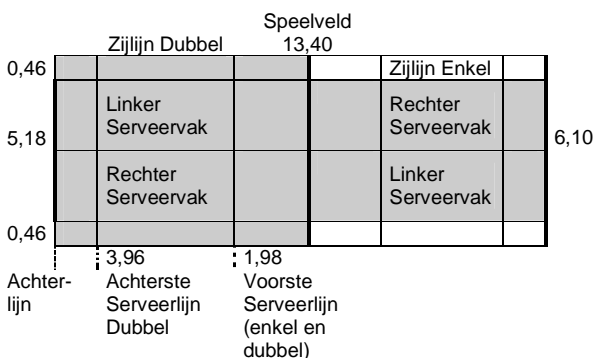 Speelveld
Zijlijn Dubbel 13,40
0,46 Zijlijn Enkel
Linker Rechter
Serveervak Serveervak
5,18 6,10
Rechter Linker
Serveervak Serveervak
0,46
3,96 1,98
Achter- Achterste Voorste
lijn Serveerlijn Serveerlijn
Dubbel (enkel en
dubbel)